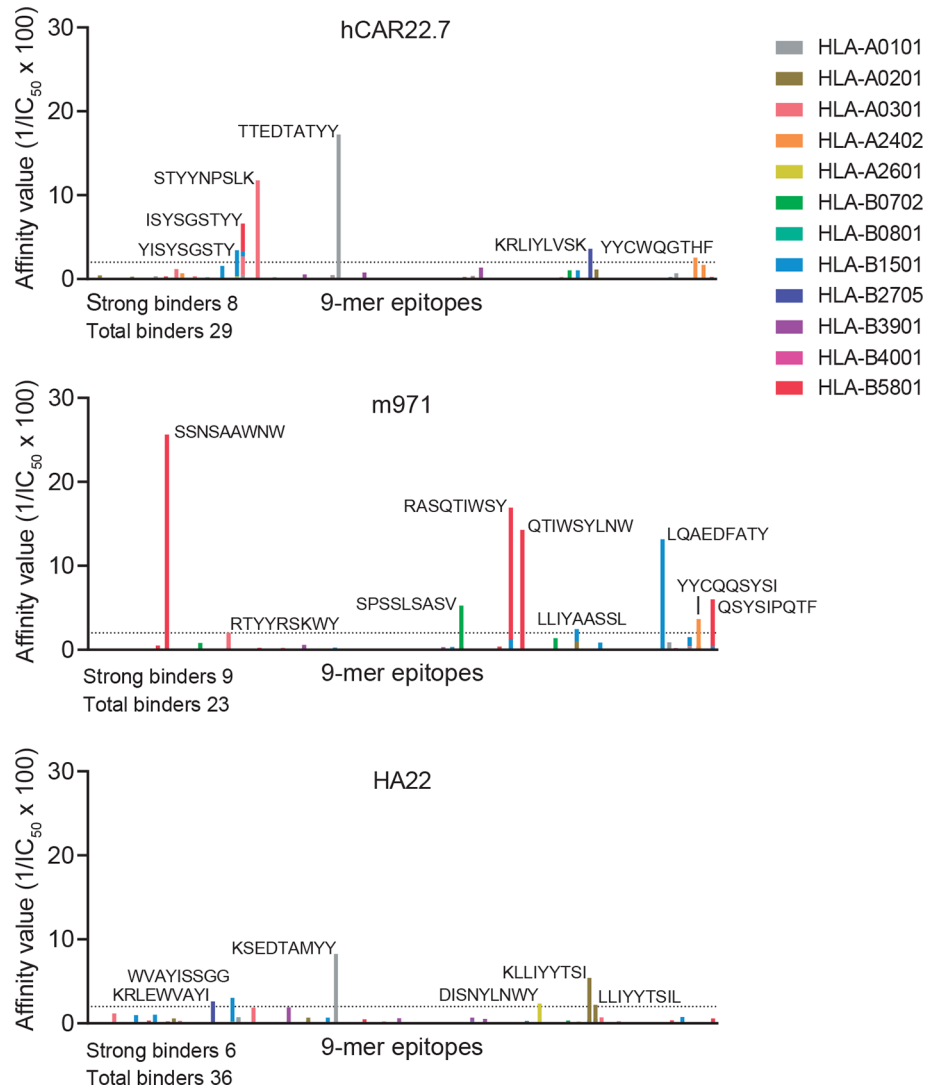 hCAR22.7
Affinity value (1/IC50 x 100)
30
20
10
0
TTEDTATYY
STYYNPSLK
ISYSGSTYY
YISYSGSTY
KRLIYLVSK
YYCWQGTHF
Strong binders 8
Total binders 29
9-mer epitopes
HLA-A0101
HLA-A0201
HLA-A0301
HLA-A2402
HLA-A2601
HLA-B0702
HLA-B0801
HLA-B1501
HLA-B2705
HLA-B3901
HLA-B4001
HLA-B5801
m971
Affinity value (1/IC50 x 100)
30
20
10
0
SSNSAAWNW
RASQTIWSY
QTIWSYLNW
LQAEDFATY
YYCQQSYSI
SPSSLSASV
QSYSIPQTF
RTYYRSKWY
LLIYAASSL
Strong binders 9
Total binders 23
9-mer epitopes
HA22
Affinity value (1/IC50 x 100)
30
20
10
0
KSEDTAMYY
WVAYISSGG
KRLEWVAYI
KLLIYYTSI
DISNYLNWY
LLIYYTSIL
Strong binders 6
Total binders 36
9-mer epitopes